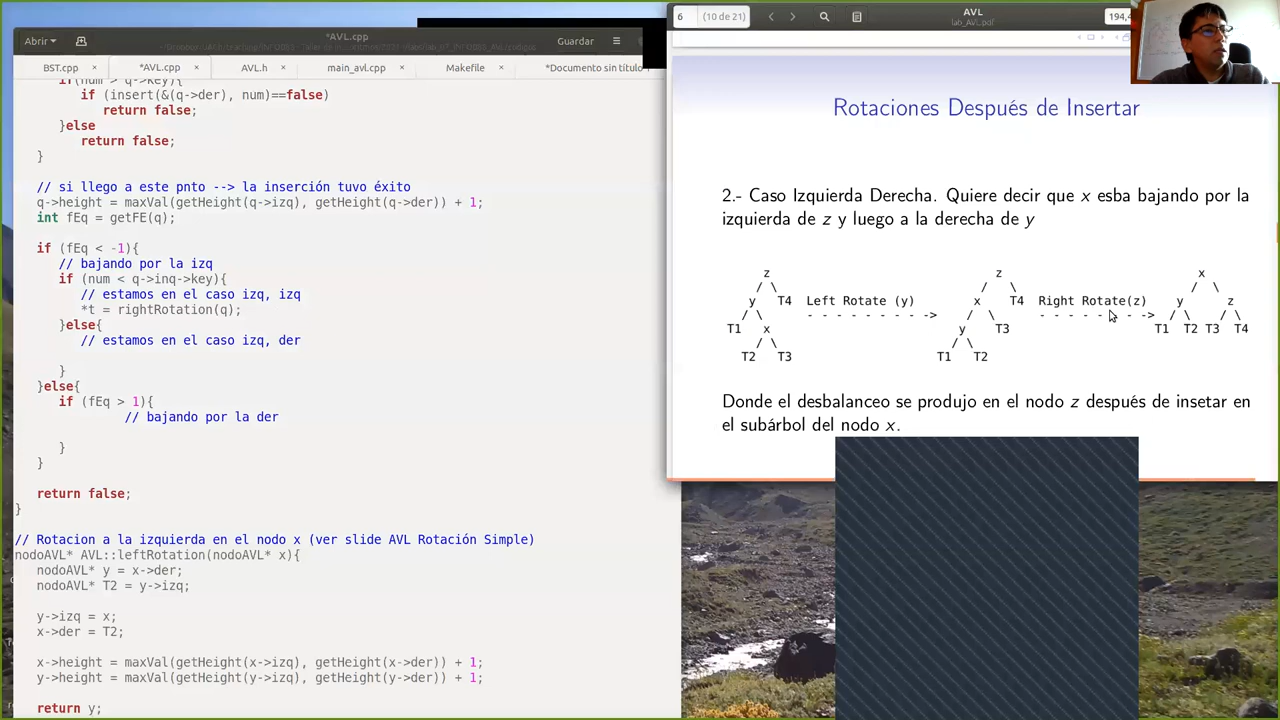 Abrir
*AVL.cpp
Guardar
BST.cpp ×
*AVL.cpp ×
AVL.h ×
main_avl.cpp ×
Makefile ×
*Documento sin título 1
if(num > q->key){
if (insert(&(q->der), num)==false)
return false;
}else
return false;
}
// si llego a este pnto --> la inserción tuvo éxito
q->height = maxVal(getHeight(q->izq), getHeight(q->der)) + 1;
int fEq = getFE(q);
if (fEq < -1){
// bajando por la izq
if (num < q->inq->key){
// estamos en el caso izq, izq
*t = rightRotation(q);
}else{
// estamos en el caso izq, der
}
}else{
if (fEq > 1){
// bajando por la der
}
}
return false;
}
// Rotacion a la izquierda en el nodo x (ver slide AVL Rotación Simple)
nodoAVL* AVL::leftRotation(nodoAVL* x){
nodoAVL* y = x->der;
nodoAVL* T2 = y->izq;
y->izq = x;
x->der = T2;
x->height = maxVal(getHeight(x->izq), getHeight(x->der)) + 1;
y->height = maxVal(getHeight(y->izq), getHeight(y->der)) + 1;
return y;
6 (10 de 21)
AVL
lab_AVL.pdf
194,4
Rotaciones Después de Insertar
2.- Caso Izquierda Derecha. Quiere decir que x esba bajando por la
izquierda de z y luego a la derecha de y
z z x
/ \ / \ / \
y T4 Left Rotate (y) x T4 Right Rotate(z) y z
/ \ - - - - - - - - -> / \ - - - - - - - -> / \ / \
T1 x y T3 T1 T2 T3 T4
/ \ / \
T2 T3 T1 T2
Donde el desbalanceo se produjo en el nodo z después de insetar en
el subárbol del nodo x.